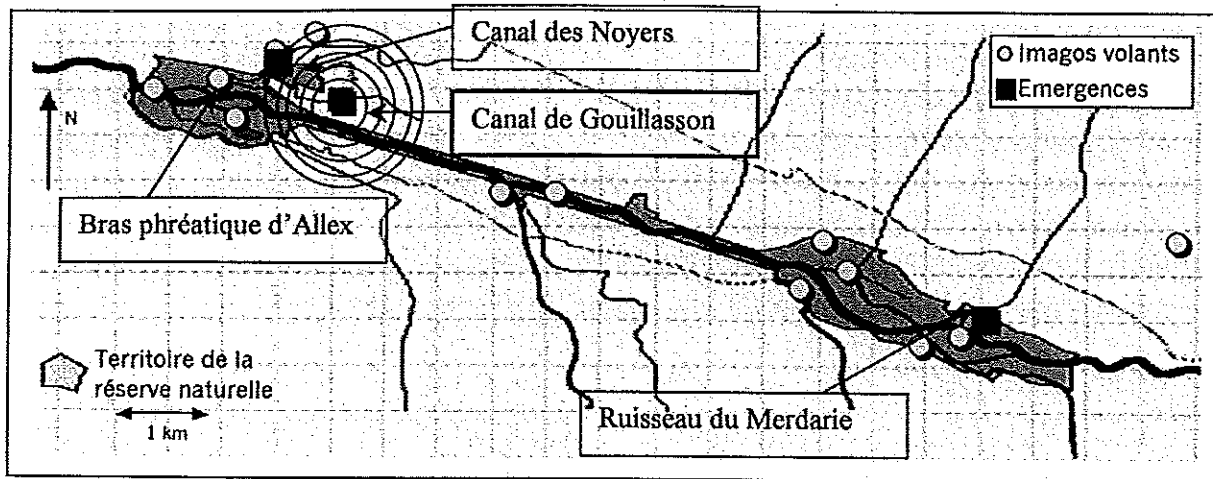 Canal des Noyers
Imagos volants
Emergences
N
Canal de Gouillasson
Bras phréatique d'Allex
Territoire de la
réserve naturelle
1 km
Ruisseau du Merdarie